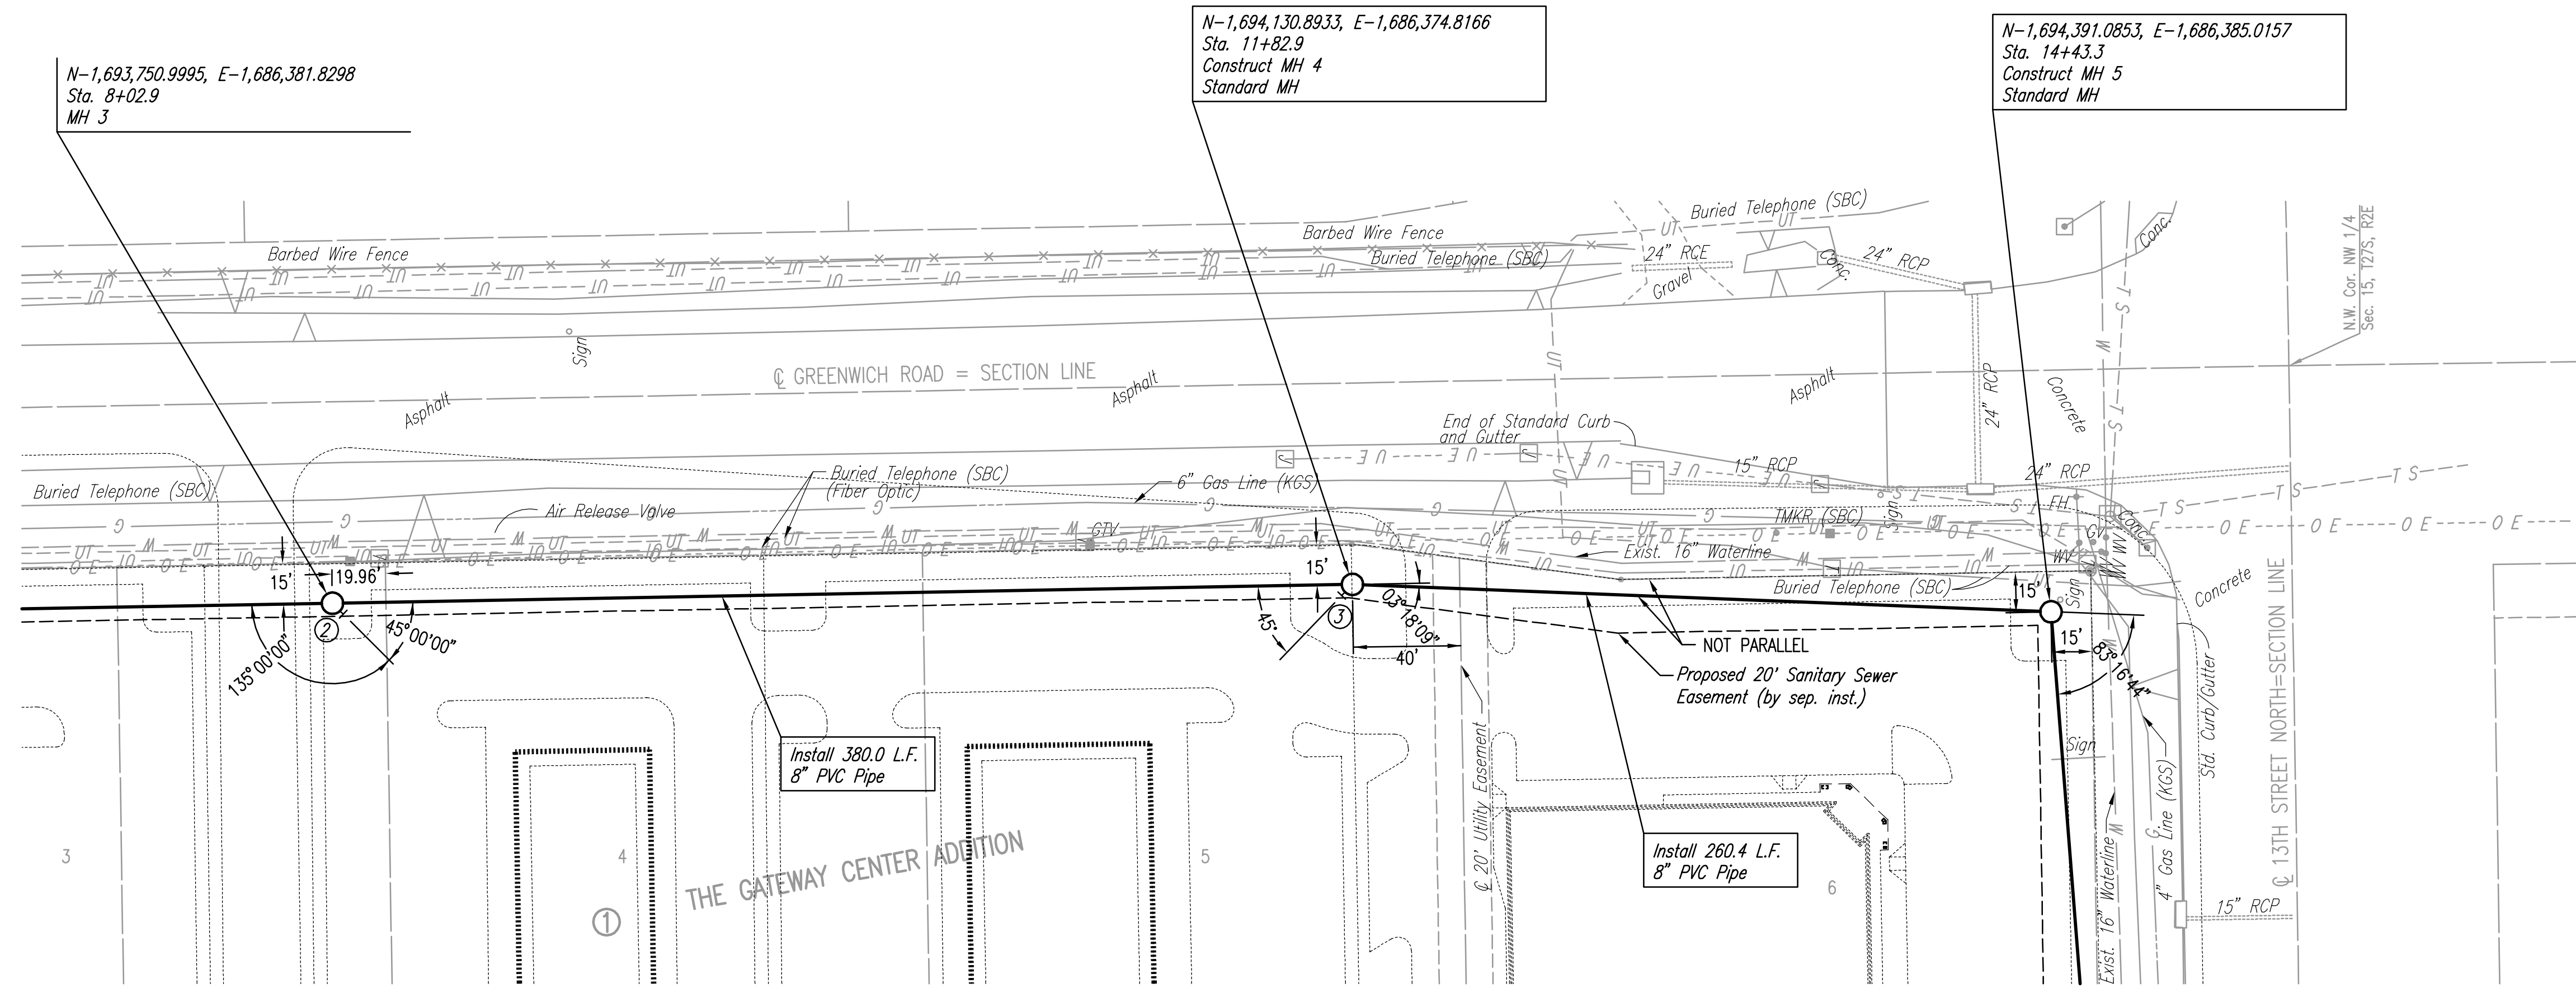 N-1,693,750.9995, E-1,686,381.8298
Sta. 8+02.9
MH 3
N-1,694,130.8933, E-1,686,374.8166
Sta. 11+82.9
Construct MH 4
Standard MH
N-1,694,391.0853, E-1,686,385.0157
Sta. 14+43.3
Construct MH 5
Standard MH
Barbed Wire Fence
Barbed Wire Fence
Buried Telephone (SBC)
Buried Telephone (SBC)
24" RCE
Gravel
Conc.
24" RCP
Conc.
N.W. Cor. NW 1/4
Sec. 15, T27S, R2E
Sign
℄ GREENWICH ROAD = SECTION LINE
Asphalt
Asphalt
Asphalt
24" RCP
Concrete
End of Standard Curb
and Gutter
15" RCP
24" RCP
Buried Telephone (SBC)
Buried Telephone (SBC)
(Fiber Optic)
6" Gas Line (KGS)
Air Release Valve
GTV
TMKR (SBC)
Sign
FH
GV
WV
Conc.
Exist. 16" Waterline
Buried Telephone (SBC)
Sign
Concrete
15'
19.96'
15'
15'
15'
2
45°00'00"
135°00'00"
45°
3
03°18'09"
40'
83°16'44"
NOT PARALLEL
Proposed 20' Sanitary Sewer
Easement (by sep. inst.)
Install 380.0 L.F.
8" PVC Pipe
Install 260.4 L.F.
8" PVC Pipe
℄ 20' Utility Easement
Sign
Exist. 16" Waterline
4" Gas Line (KGS)
Std. Curb/Gutter
℄ 13TH STREET NORTH=SECTION LINE
15" RCP
3
4
5
6
1
THE GATEWAY CENTER ADDITION